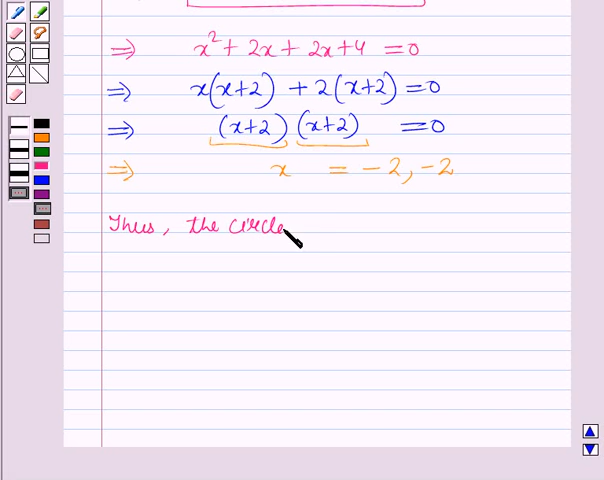 ⇒ x² + 2x + 2x + 4 = 0
⇒ x(x+2) + 2(x+2) = 0
⇒ (x+2) (x+2) = 0
⇒ x = -2, -2
Thus, the circle